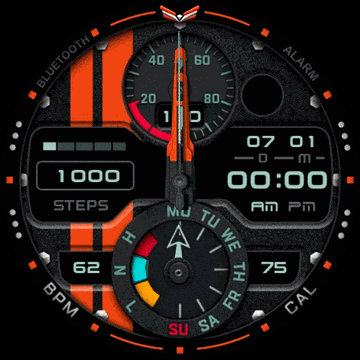 BLUETOOTH
ALARM
40 60
20 80
07 01
D M
1000
STEPS
00:00
AM PM
MO TU WE TH FR SA SU
H
N
L
62
75
BPM
CAL